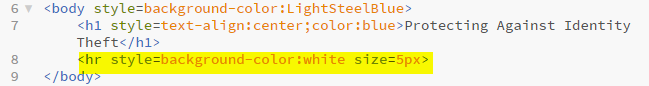 6 <body style=background-color:LightSteelBlue>
7 <h1 style=text-align:center;color:blue>Protecting Against Identity
Theft</h1>
8 <hr style=background-color:white size=5px>
9 </body>